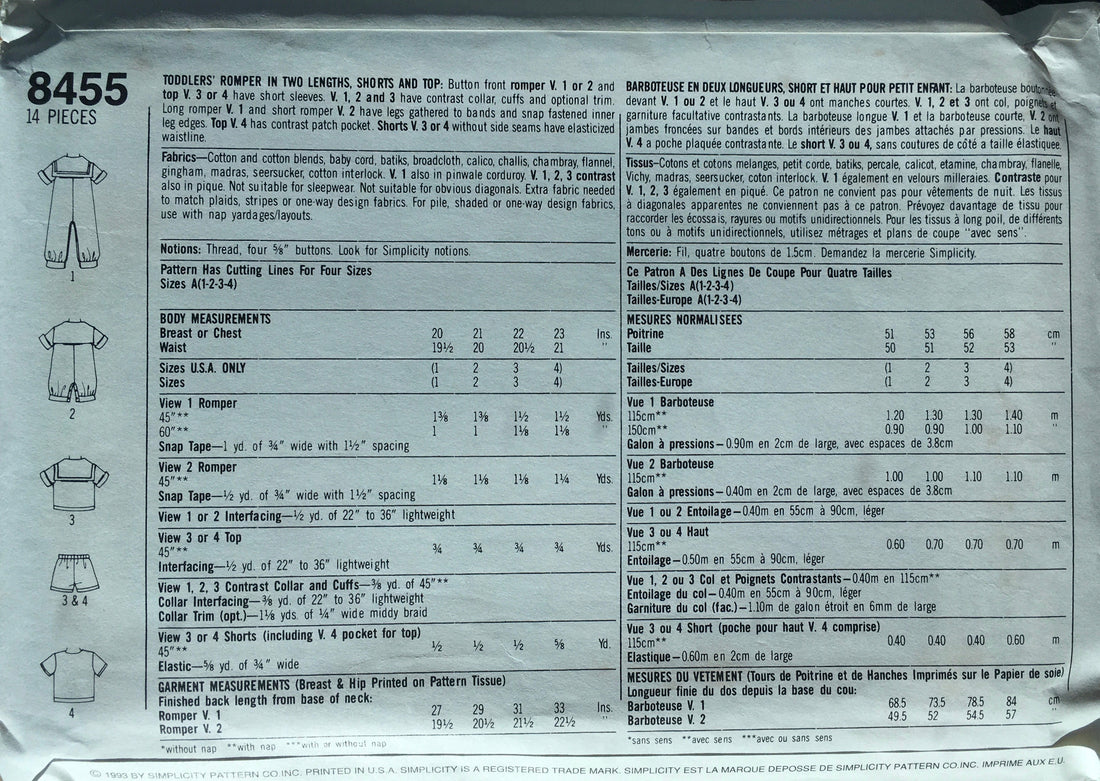 8455
14 PIECES
1
2
3
3 & 4
4
TODDLERS' ROMPER IN TWO LENGTHS, SHORTS AND TOP: Button front romper V. 1 or 2 and
top V. 3 or 4 have short sleeves. V. 1, 2 and 3 have contrast collar, cuffs and optional trim.
Long romper V. 1 and short romper V. 2 have legs gathered to bands and snap fastened inner
leg edges. Top V. 4 has contrast patch pocket. Shorts V. 3 or 4 without side seams have elasticized
waistline.
Fabrics—Cotton and cotton blends, baby cord, batiks, broadcloth, calico, challis, chambray, flannel,
gingham, madras, seersucker, cotton interlock. V. 1 also in pinwale corduroy. V. 1, 2, 3 contrast
also in pique. Not suitable for sleepwear. Not suitable for obvious diagonals. Extra fabric needed
to match plaids, stripes or one-way design fabrics. For pile, shaded or one-way design fabrics,
use with nap yardages/layouts.
Notions: Thread, four 5/8" buttons. Look for Simplicity notions.
Pattern Has Cutting Lines For Four Sizes
Sizes A(1-2-3-4)
BODY MEASUREMENTS
Breast or Chest 20 21 22 23 Ins.
Waist 19½ 20 20½ 21 "
Sizes U.S.A. ONLY (1 2 3 4)
Sizes (1 2 3 4)
View 1 Romper
45"** 1⅜ 1⅜ 1½ 1½ Yds.
60"** 1 1 1⅛ 1⅛ "
Snap Tape—1 yd. of ¾" wide with 1½" spacing
View 2 Romper
45"** 1⅛ 1⅛ 1⅛ 1¼ Yds.
Snap Tape—½ yd. of ¾" wide with 1½" spacing
View 1 or 2 Interfacing—½ yd. of 22" to 36" lightweight
View 3 or 4 Top
45"** ¾ ¾ ¾ ¾ Yds.
Interfacing—½ yd. of 22" to 36" lightweight
View 1, 2, 3 Contrast Collar and Cuffs—⅜ yd. of 45"**
Collar Interfacing—⅜ yd. of 22" to 36" lightweight
Collar Trim (opt.)—1⅛ yds. of ¼" wide middy braid
View 3 or 4 Shorts (including V. 4 pocket for top)
45"** ½ ½ ½ ⅝ Yd.
Elastic—⅝ yd. of ¾" wide
GARMENT MEASUREMENTS (Breast & Hip Printed on Pattern Tissue)
Finished back length from base of neck:
Romper V. 1 27 29 31 33 Ins.
Romper V. 2 19½ 20½ 21½ 22½ "
*without nap **with nap ***with or without nap
BARBOTEUSE EN DEUX LONGUEURS, SHORT ET HAUT POUR PETIT ENFANT: La barboteuse boutonnée
devant V. 1 ou 2 et le haut V. 3 ou 4 ont manches courtes. V. 1, 2 et 3 ont col, poignets et
garniture facultative contrastants. La barboteuse longue V. 1 et la barboteuse courte, V. 2 ont
jambes froncées sur bandes et bords intérieurs des jambes attachés par pressions. Le haut
V. 4 a poche plaquée contrastante. Le short V. 3 ou 4, sans coutures de côté a taille élastiquée.
Tissus-Cotons et cotons melanges, petit corde, batiks, percale, calicot, etamine, chambray, flanelle,
Vichy, madras, seersucker, coton interlock. V. 1 également en velours milleraies. Contraste pour
V. 1, 2, 3 également en piqué. Ce patron ne convient pas pour vêtements de nuit. Les tissus
à diagonales apparentes ne conviennent pas à ce patron. Prévoyez davantage de tissu pour
raccorder les écossais, rayures ou motifs unidirectionnels. Pour les tissus à long poil, de différents
tons ou à motifs unidirectionnels, utilisez métrages et plans de coupe "avec sens".
Mercerie: Fil, quatre boutons de 1.5cm. Demandez la mercerie Simplicity.
Ce Patron A Des Lignes De Coupe Pour Quatre Tailles
Tailles/Sizes A(1-2-3-4)
Tailles-Europe A(1-2-3-4)
MESURES NORMALISEES
Poitrine 51 53 56 58 cm
Taille 50 51 52 53 "
Tailles/Sizes (1 2 3 4)
Tailles-Europe (1 2 3 4)
Vue 1 Barboteuse
115cm** 1.20 1.30 1.30 1.40 m
150cm** 0.90 0.90 1.00 1.10 "
Galon à pressions—0.90m en 2cm de large, avec espaces de 3.8cm
Vue 2 Barboteuse
115cm** 1.00 1.00 1.10 1.10 m
Galon à pressions—0.40m en 2cm de large, avec espaces de 3.8cm
Vue 1 ou 2 Entoilage—0.40m en 55cm à 90cm, léger
Vue 3 ou 4 Haut
115cm** 0.60 0.70 0.70 0.70 m
Entoilage—0.50m en 55cm à 90cm, léger
Vue 1, 2 ou 3 Col et Poignets Contrastants—0.40m en 115cm**
Entoilage du col—0.40m en 55cm à 90cm, léger
Garniture du col (fac.)—1.10m de galon étroit en 6mm de large
Vue 3 ou 4 Short (poche pour haut V. 4 comprise)
115cm** 0.40 0.40 0.40 0.60 m
Elastique—0.60m en 2cm de large
MESURES DU VETEMENT (Tours de Poitrine et de Hanches Imprimés sur le Papier de soie)
Longueur finie du dos depuis la base du cou:
Barboteuse V. 1 68.5 73.5 78.5 84 cm
Barboteuse V. 2 49.5 52 54.5 57 "
*sans sens **avec sens ***avec ou sans sens
© 1993 BY SIMPLICITY PATTERN CO.INC. PRINTED IN U.S.A. SIMPLICITY IS A REGISTERED TRADE MARK. SIMPLICITY EST LA MARQUE DEPOSSE DE SIMPLICITY PATTERN CO.INC. IMPRIME AUX E.U.